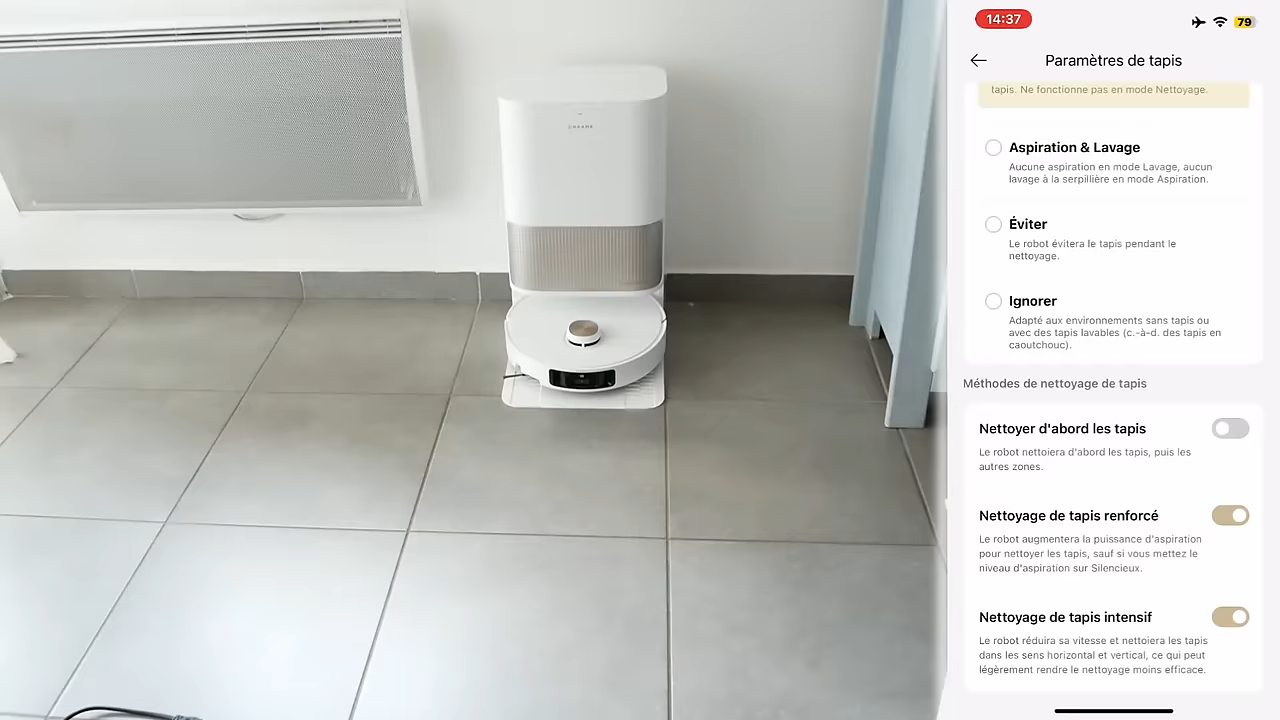 DREAME
14:37
79
Paramètres de tapis
tapis. Ne fonctionne pas en mode Nettoyage.
Aspiration & Lavage
Aucune aspiration en mode Lavage, aucun
lavage à la serpillière en mode Aspiration.
Éviter
Le robot évitera le tapis pendant le
nettoyage.
Ignorer
Adapté aux environnements sans tapis ou
avec des tapis lavables (c.-à-d. des tapis en
caoutchouc).
Méthodes de nettoyage de tapis
Nettoyer d'abord les tapis
Le robot nettoiera d'abord les tapis, puis les
autres zones.
Nettoyage de tapis renforcé
Le robot augmentera la puissance d'aspiration
pour nettoyer les tapis, sauf si vous mettez le
niveau d'aspiration sur Silencieux.
Nettoyage de tapis intensif
Le robot réduira sa vitesse et nettoiera les tapis
dans les sens horizontal et vertical, ce qui peut
légèrement rendre le nettoyage moins efficace.